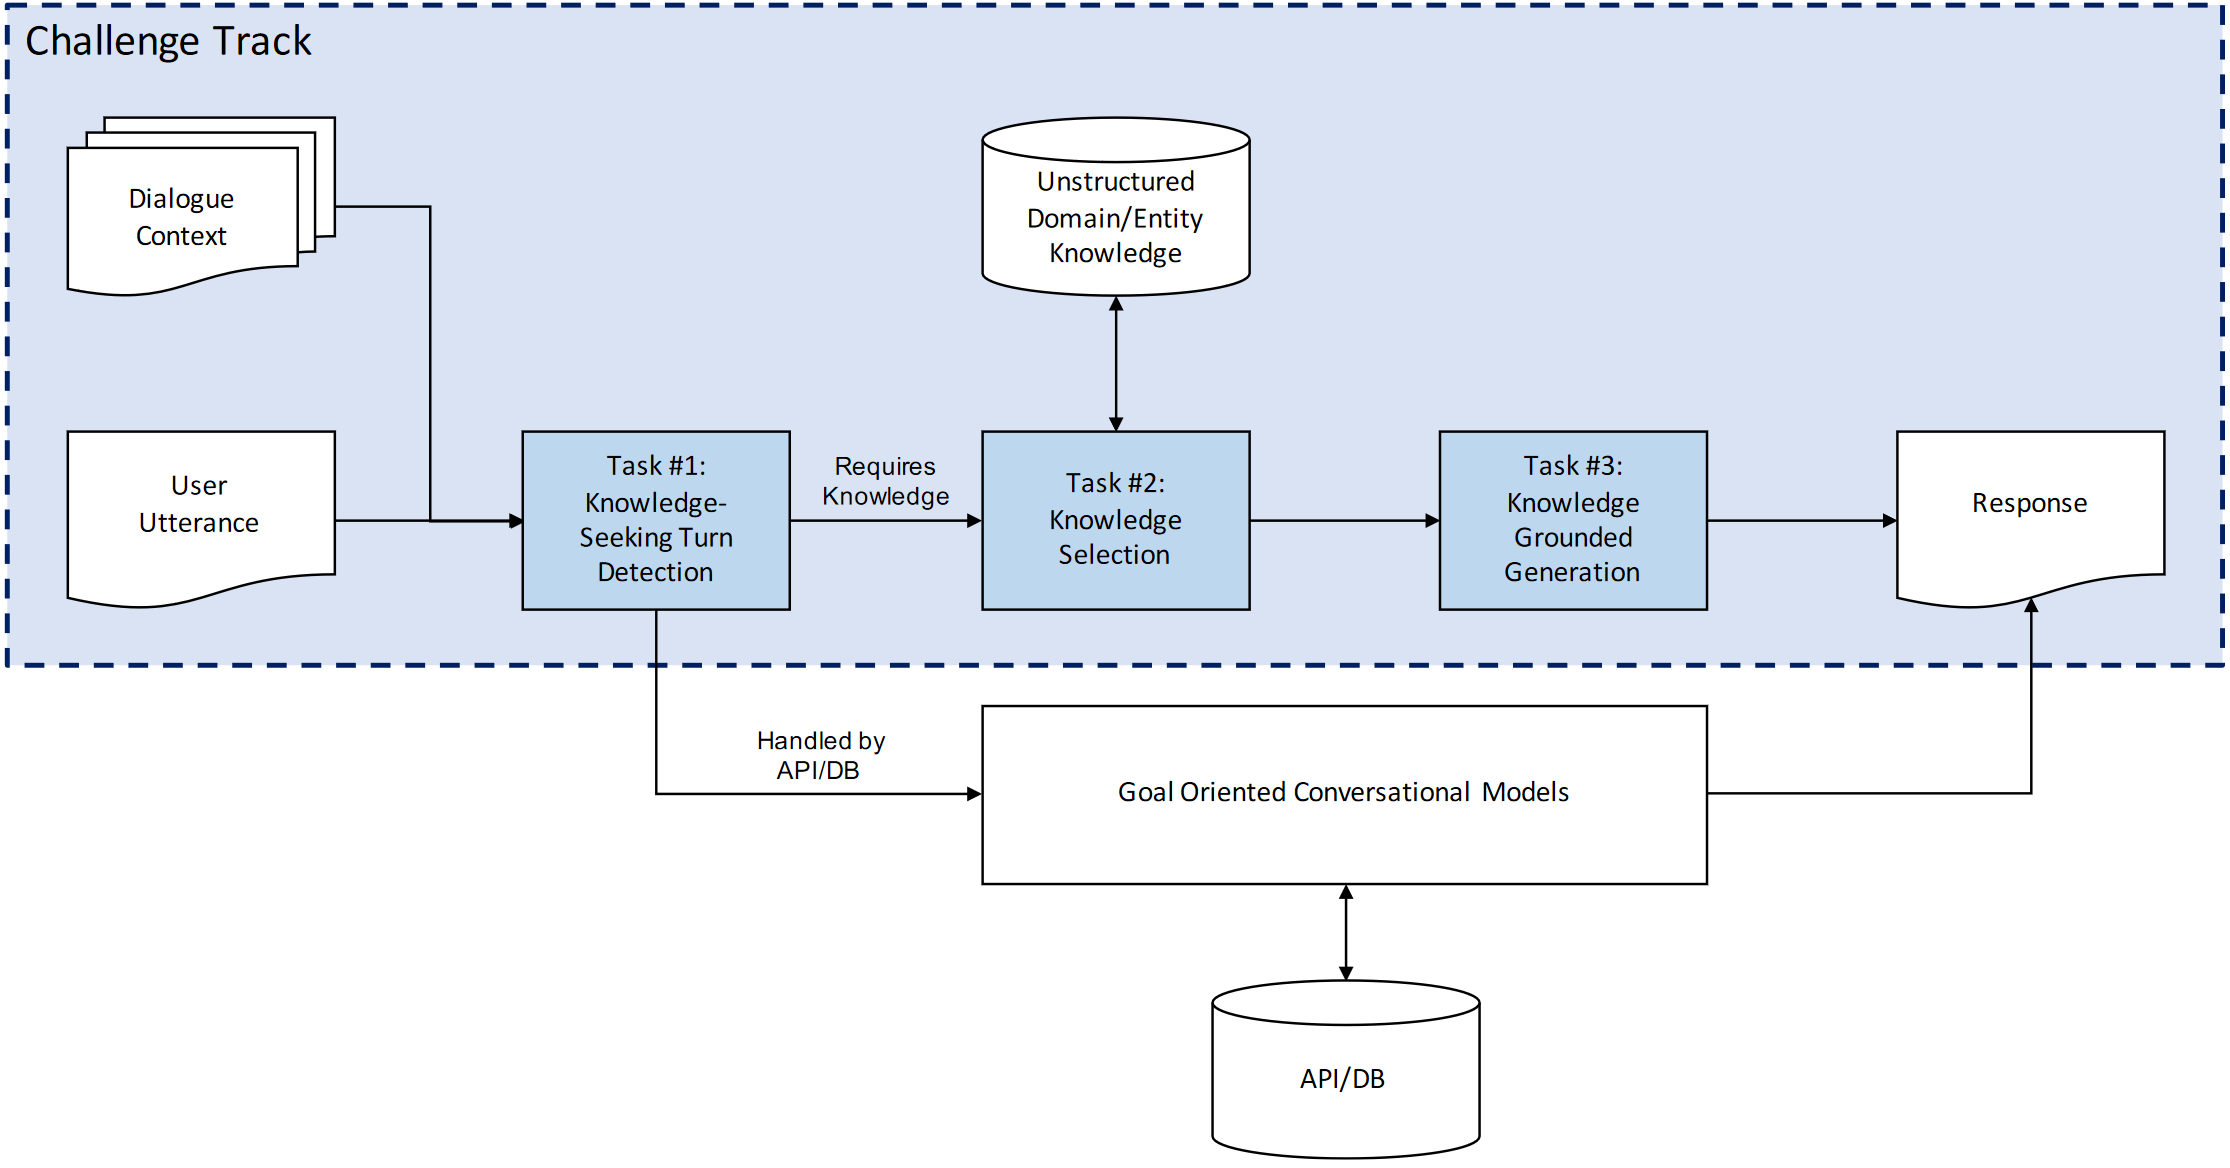 Challenge Track
Dialogue
Context
Unstructured
Domain/Entity
Knowledge
User
Utterance
Task #1:
Knowledge-
Seeking Turn
Detection
Requires
Knowledge
Task #2:
Knowledge
Selection
Task #3:
Knowledge
Grounded
Generation
Response
Handled by
API/DB
Goal Oriented Conversational Models
API/DB